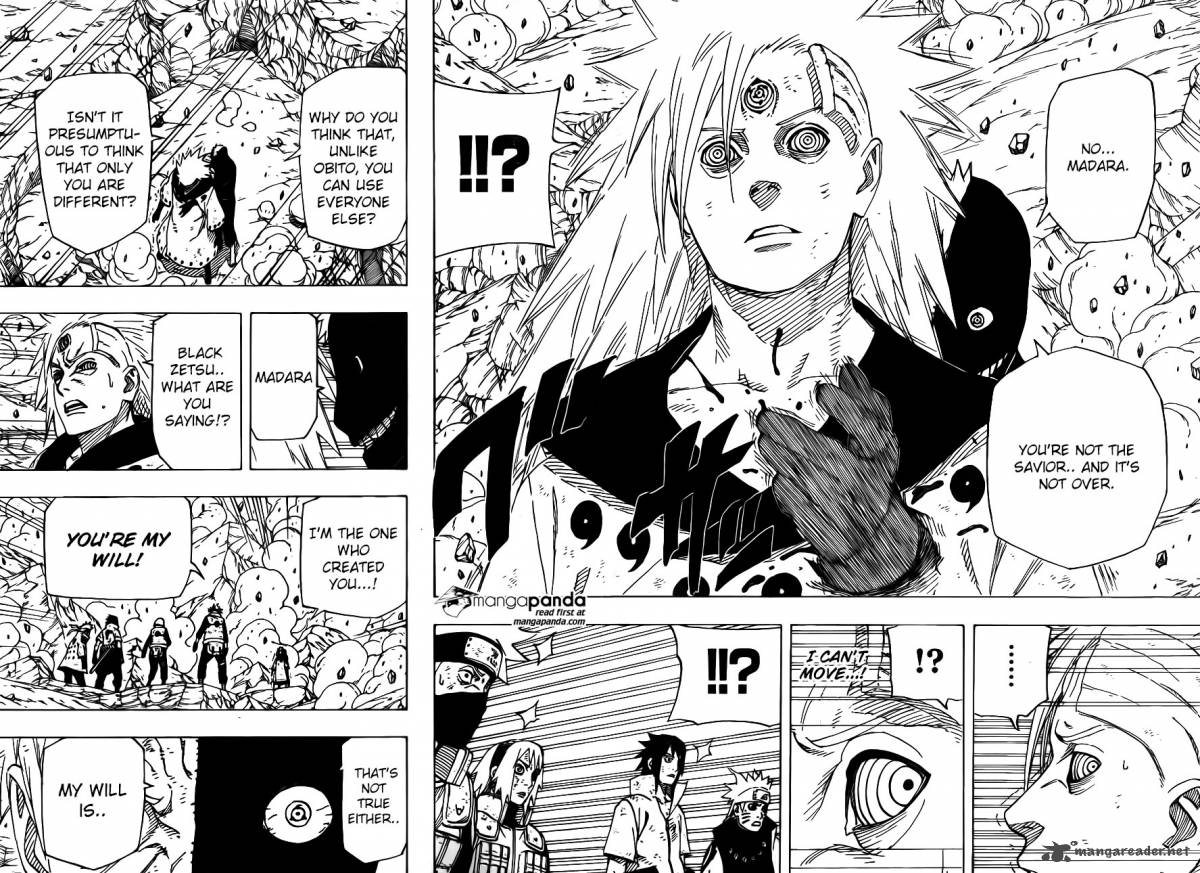 NO...
MADARA.
YOU'RE NOT THE
SAVIOR.. AND IT'S
NOT OVER.
!!?
mangapanda
read first at
mangapanda.com
......
!?
I CAN'T
MOVE...!
!!?
mangareader.net
WHY DO YOU
THINK THAT,
UNLIKE
OBITO, YOU
CAN USE
EVERYONE
ELSE?
ISN'T IT
PRESUMPTU-
OUS TO THINK
THAT ONLY
YOU ARE
DIFFERENT?
MADARA
BLACK
ZETSU..
WHAT ARE
YOU
SAYING!?
I'M THE ONE
WHO
CREATED
YOU...!
YOU'RE MY
WILL!
THAT'S
NOT
TRUE
EITHER..
MY WILL
IS..